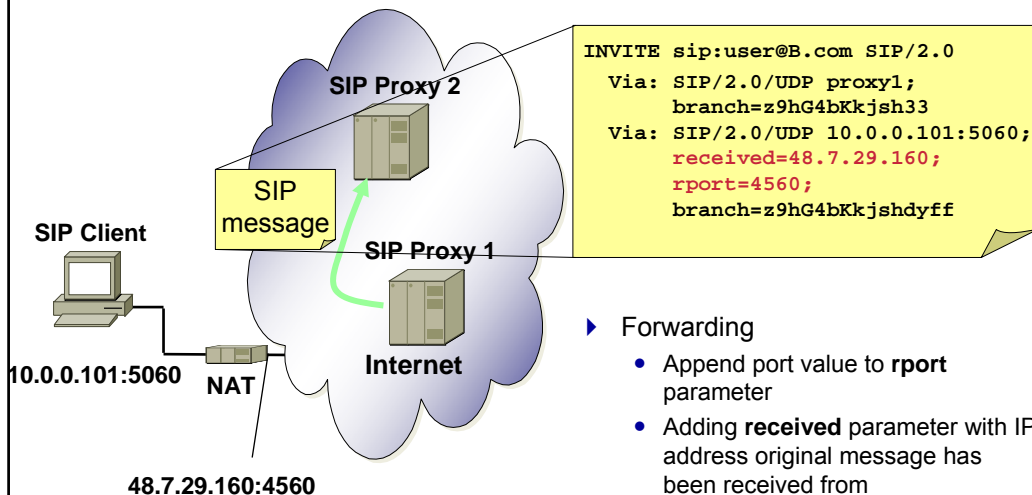 INVITE sip:user@B.com SIP/2.0
Via: SIP/2.0/UDP proxy1;
branch=z9hG4bKkjsh33
Via: SIP/2.0/UDP 10.0.0.101:5060;
received=48.7.29.160;
rport=4560;
branch=z9hG4bKkjshdyff
SIP Proxy 2
SIP
message
SIP Client
SIP Proxy 1
Internet
10.0.0.101:5060
NAT
48.7.29.160:4560
Forwarding
• Append port value to rport
parameter
• Adding received parameter with IP
address original message has
been received from